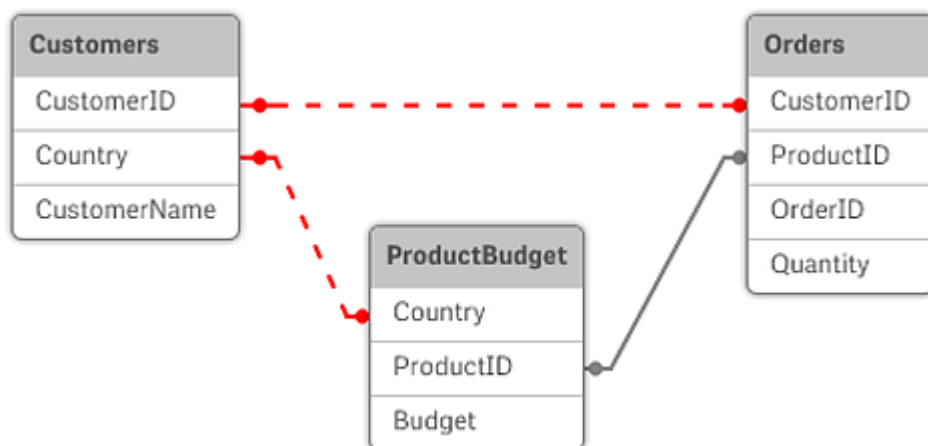 Customers
CustomerID
Country
CustomerName
Orders
CustomerID
ProductID
OrderID
Quantity
ProductBudget
Country
ProductID
Budget